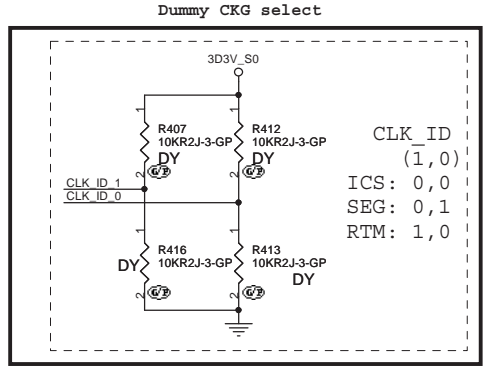 Dummy CKG select
3D3V_S0
1
1
R407
10KR2J-3-GP
DY
R412
10KR2J-3-GP
DY
2
G/P
2
G/P
CLK_ID_1
CLK_ID_0
1
1
R416
10KR2J-3-GP
DY
R413
10KR2J-3-GP
DY
2
G/P
2
G/P
CLK_ID
(1,0)
ICS: 0,0
SEG: 0,1
RTM: 1,0